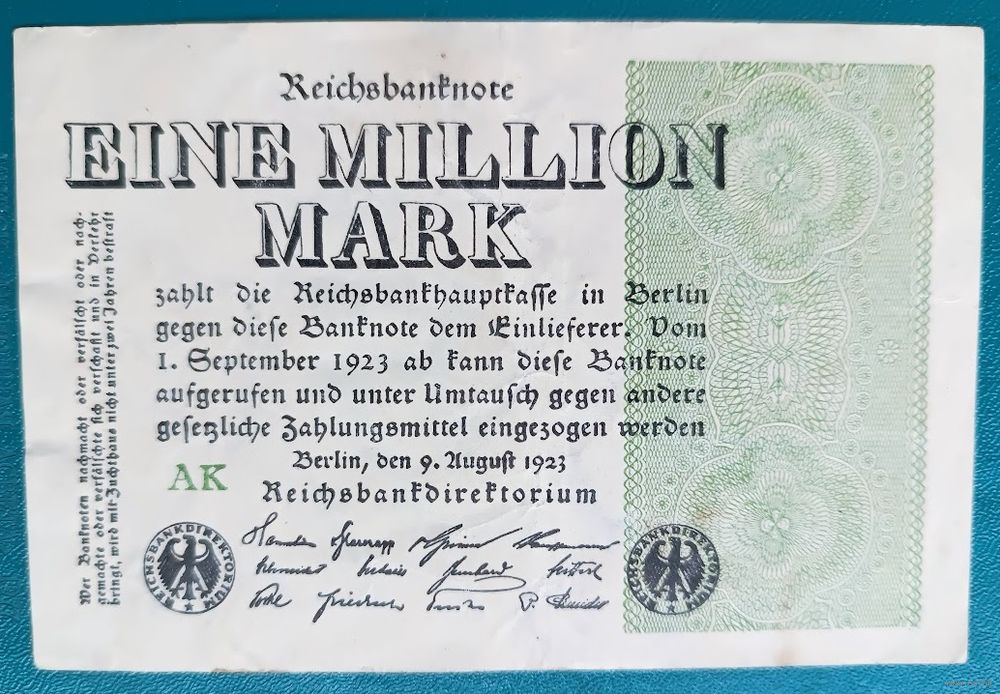 Reichsbanknote
EINE MILLION
MARK
zahlt die Reichsbankhauptkasse in Berlin
gegen diese Banknote dem Einlieferer. Vom
1. September 1923 ab kann diese Banknote
aufgerufen und unter Umtausch gegen andere
gesetzliche Zahlungsmittel eingezogen werden
Berlin, den 9. August 1923
Reichsbankdirektorium
AK
Wer Banknoten nachmacht oder verfälscht oder nach-
gemachte oder verfälschte sich verschafft und in Verkehr
bringt, wird mit Zuchthaus nicht unter zwei Jahren bestraft
REICHSBANKDIREKTORIUM
REICHSBANKDIREKTORIUM